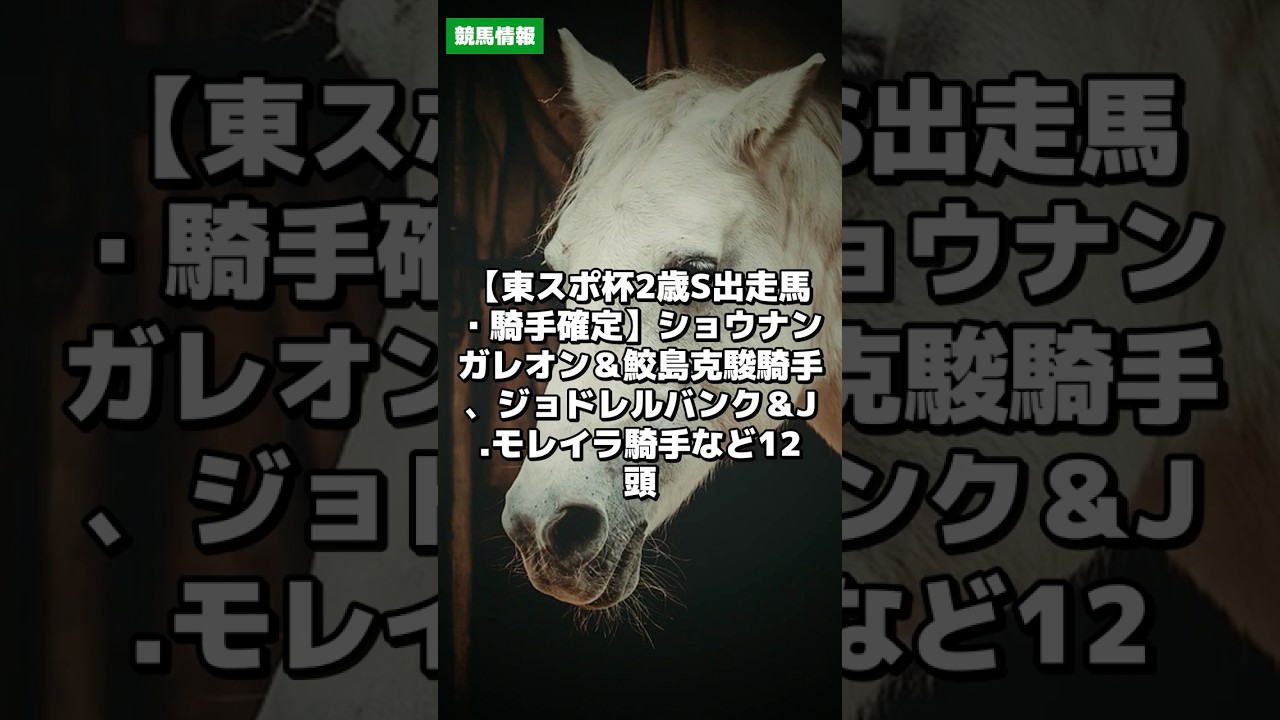 競馬情報
【東スポ杯2歳S出走馬
・騎手確定】ショウナン
ガレオン＆鮫島克駿騎手
、ジョドレルバンク＆J
.モレイラ騎手など12
頭